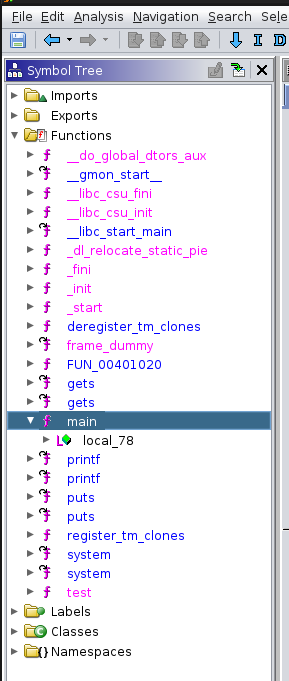 File Edit Analysis Navigation Search Sele
I D
Symbol Tree
Imports
Exports
Functions
__do_global_dtors_aux
__gmon_start__
__libc_csu_fini
__libc_csu_init
__libc_start_main
_dl_relocate_static_pie
_fini
_init
_start
deregister_tm_clones
frame_dummy
FUN_00401020
gets
gets
main
local_78
printf
printf
puts
puts
register_tm_clones
system
system
test
Labels
Classes
Namespaces